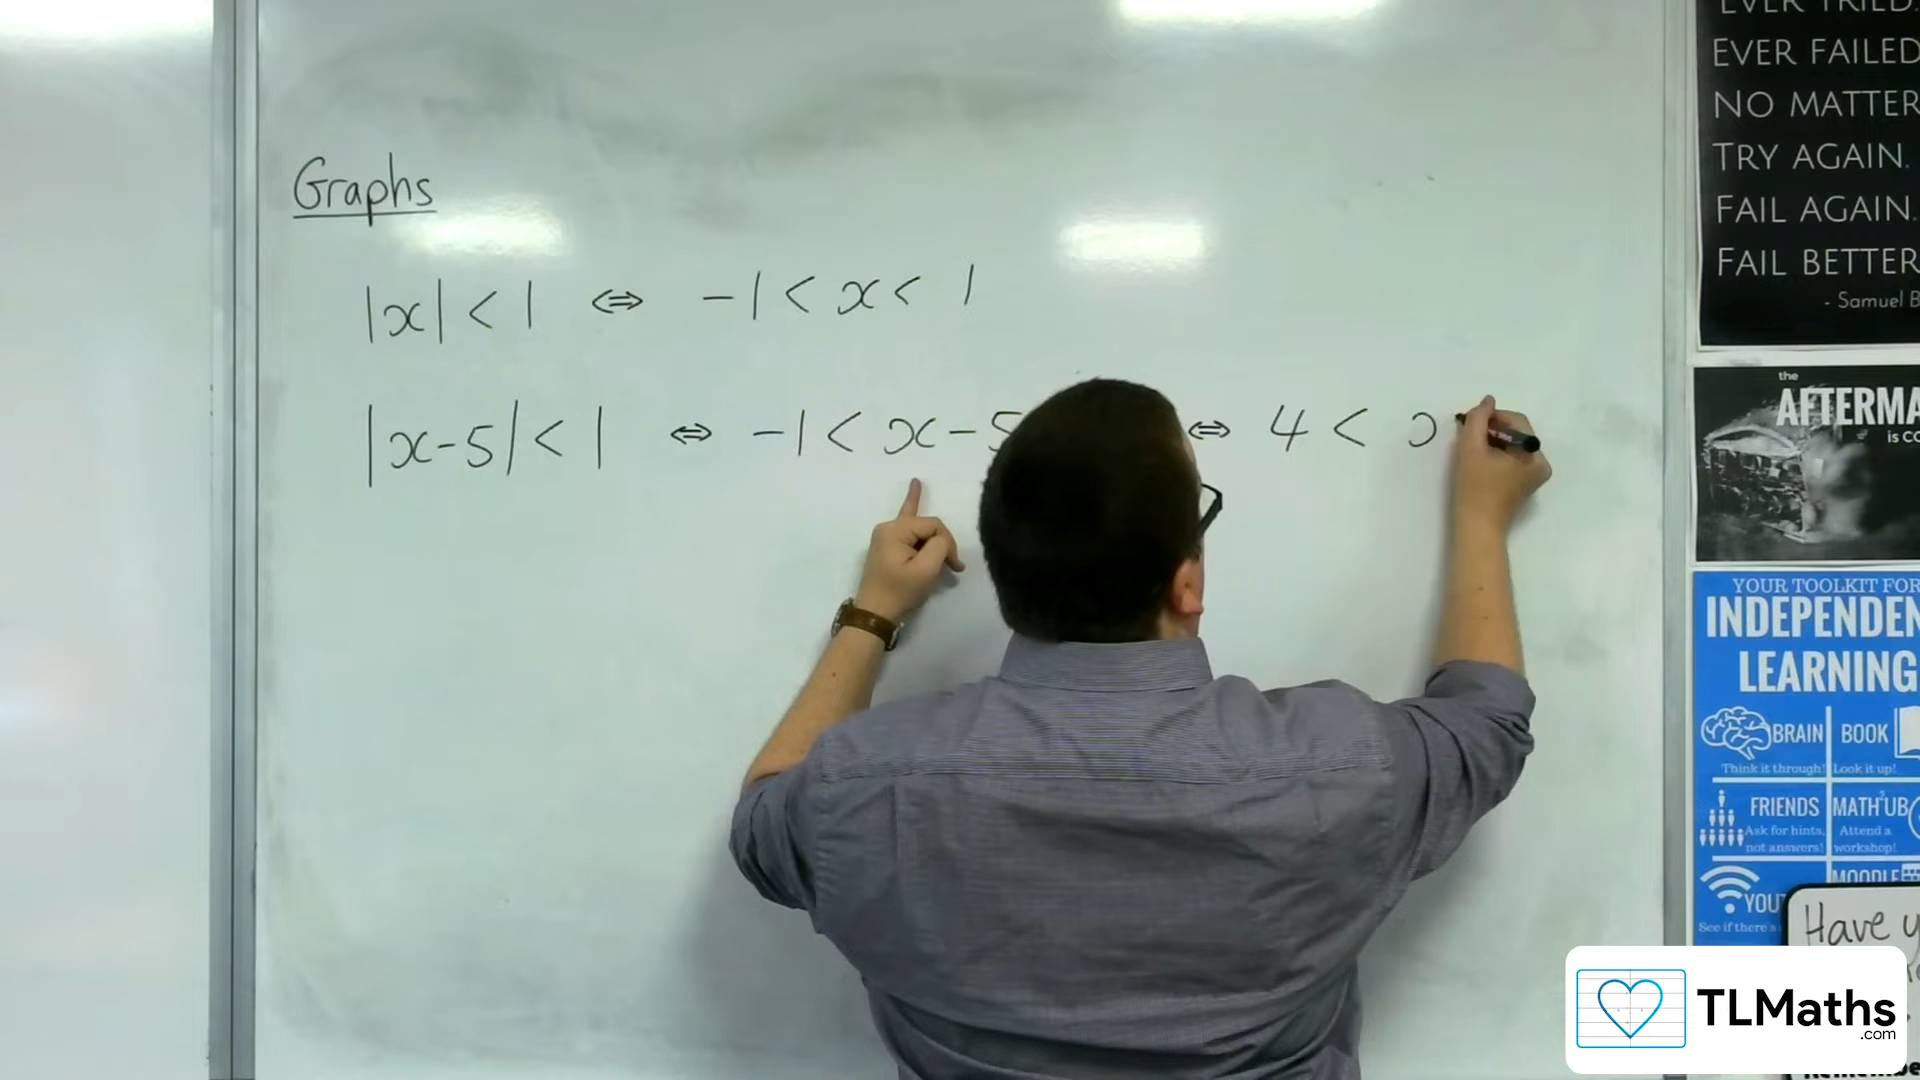 Graphs
|x| < 1 ⇔ -1 < x < 1
|x-5| < 1 ⇔ -1 < x-5 ⇔ 4 <
EVER TRIED.
EVER FAILED
NO MATTER
TRY AGAIN.
FAIL AGAIN.
FAIL BETTER
- Samuel B
the
AFTERMA
is CO
YOUR TOOLKIT FOR
INDEPENDEN
LEARNING
BRAIN
Think it through!
BOOK
Look it up!
FRIENDS
Ask for hints,
not answers!
MATH²UB
Attend a
workshop!
YOU
See if there's
MOODLE
Have y
TLMaths
.com